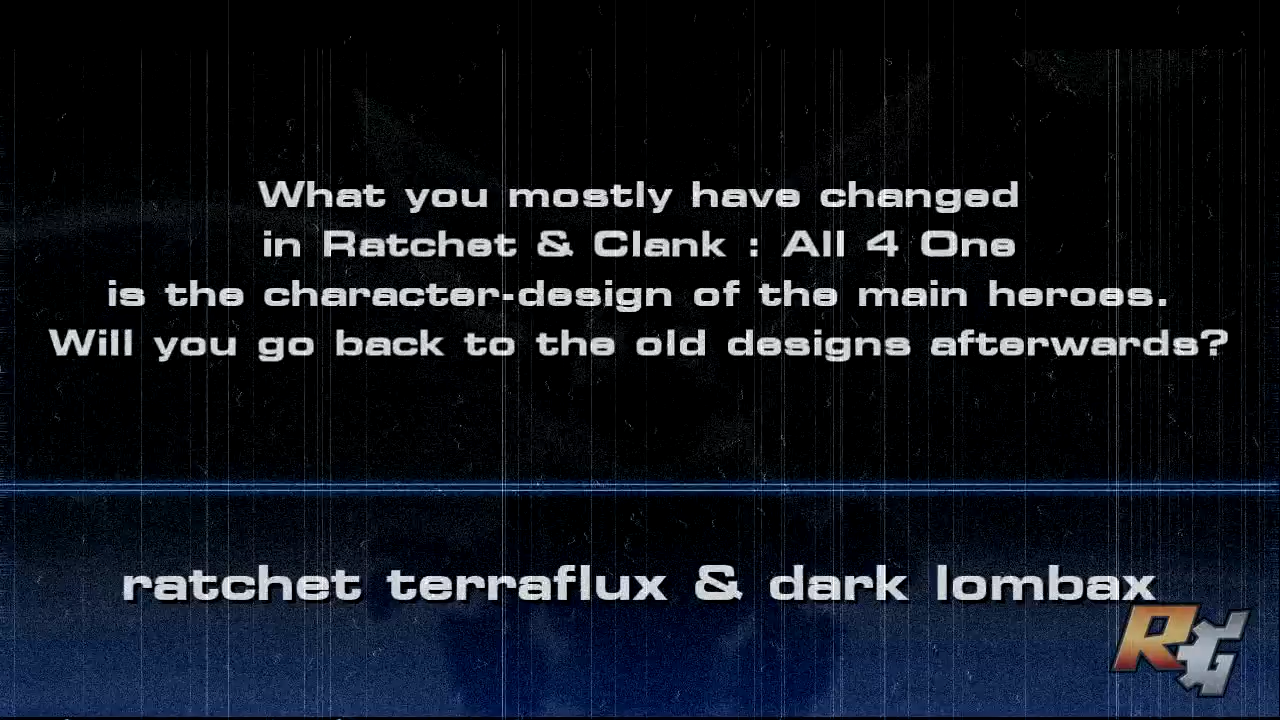 What you mostly have changed
in Ratchet & Clank : All 4 One
is the character-design of the main heroes.
Will you go back to the old designs afterwards?
ratchet terraflux & dark lombax
RG